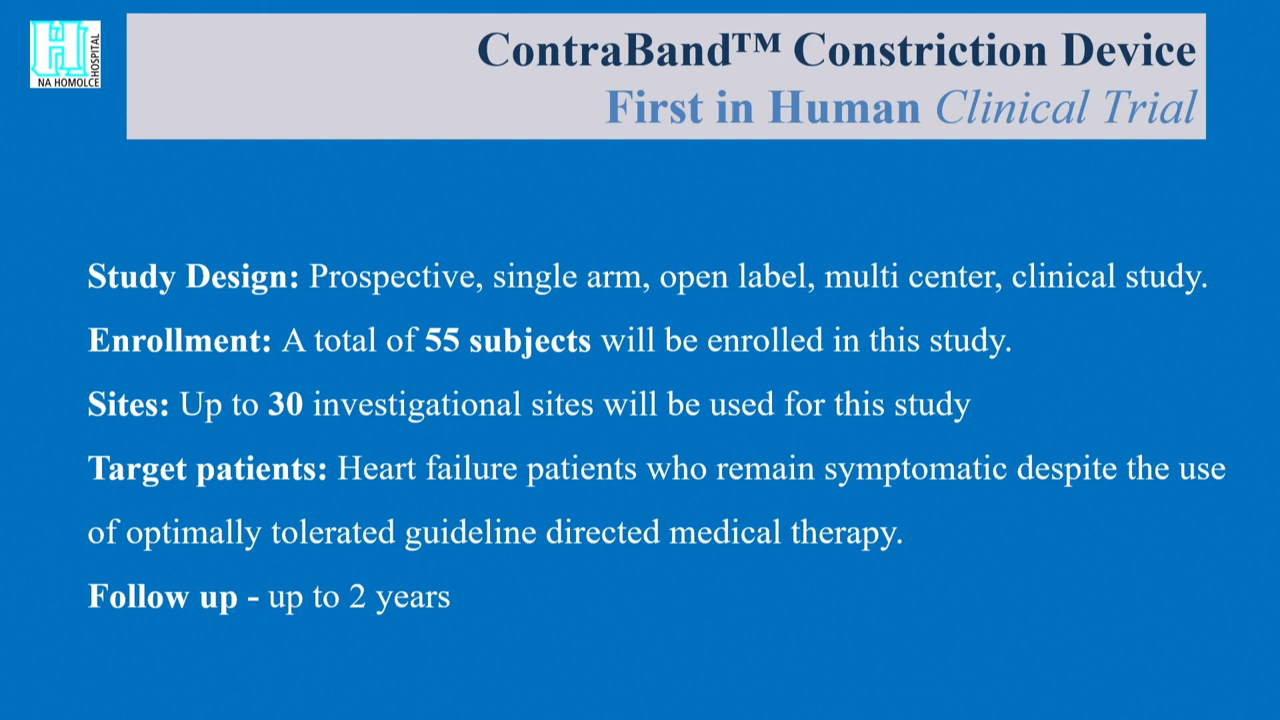 H
NA HOMOLCE
HOSPITAL
ContraBand™ Constriction Device
First in Human Clinical Trial
Study Design: Prospective, single arm, open label, multi center, clinical study.
Enrollment: A total of 55 subjects will be enrolled in this study.
Sites: Up to 30 investigational sites will be used for this study
Target patients: Heart failure patients who remain symptomatic despite the use
of optimally tolerated guideline directed medical therapy.
Follow up - up to 2 years